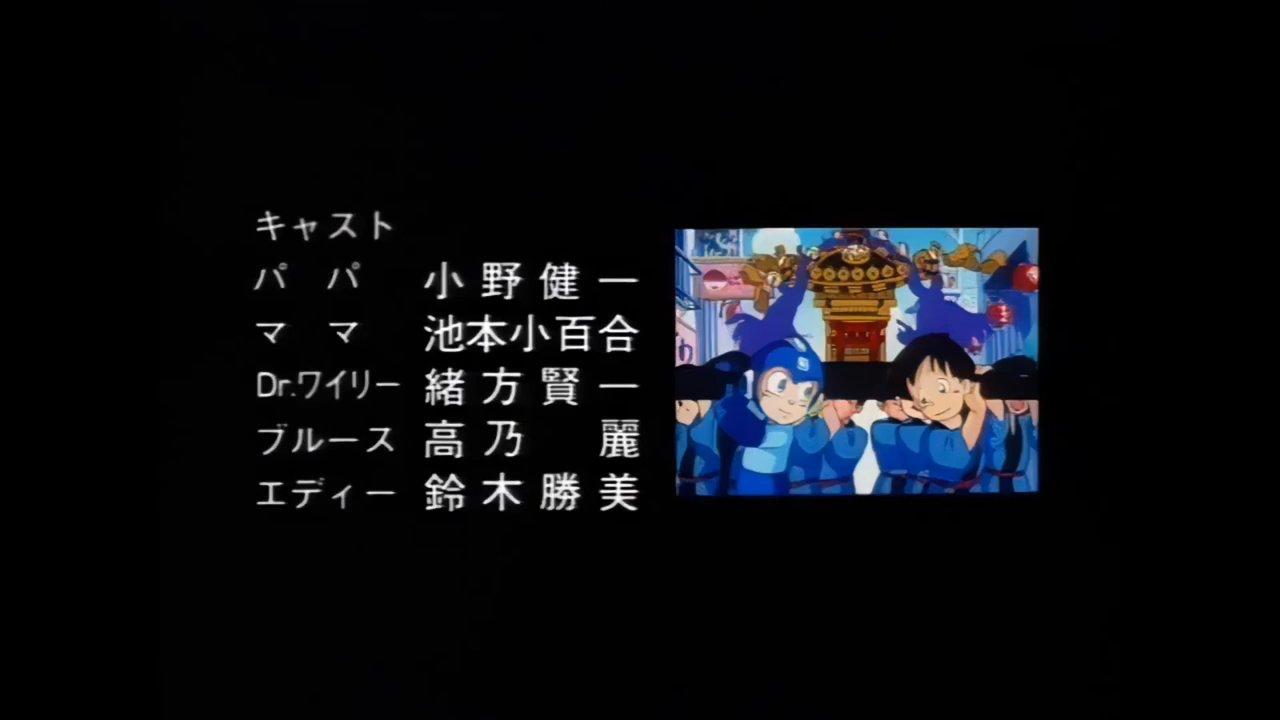 キャスト
パ パ 小野健一
マ マ 池本小百合
Dr.ワイリー 緒方賢一
ブルース 高乃 麗
エディー 鈴木勝美